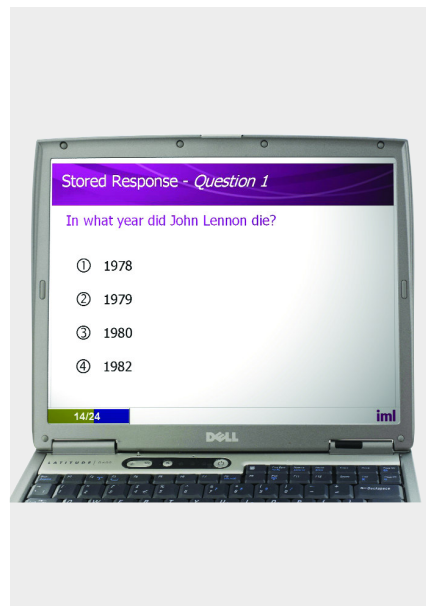 Stored Response - Question 1
In what year did John Lennon die?
① 1978
② 1979
③ 1980
④ 1982
14/24
iml
DELL
LATITUDE